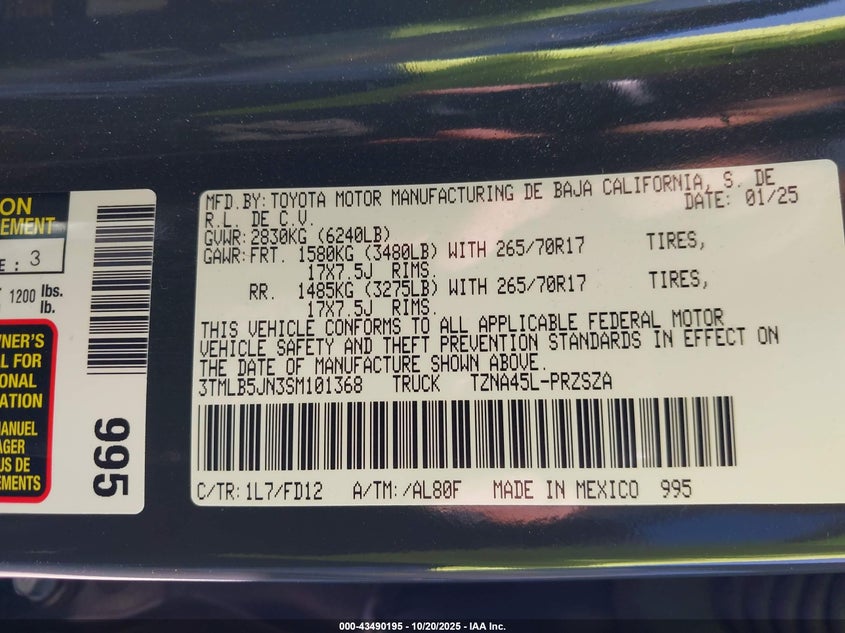 ON
EMENT
E : 3
1200 lbs.
lb.
NER'S
L FOR
ONAL
ATION
MANUEL
AGER
US DE
EMENTS
995
MFD.BY: TOYOTA MOTOR MANUFACTURING DE BAJA CALIFORNIA, S. DE
R.L. DE C.V. DATE: 01/25
GVWR: 2830KG (6240LB)
GAWR: FRT. 1580KG (3480LB) WITH 265/70R17 TIRES,
17X7.5J RIMS.
RR. 1485KG (3275LB) WITH 265/70R17 TIRES,
17X7.5J RIMS.
THIS VEHICLE CONFORMS TO ALL APPLICABLE FEDERAL MOTOR
VEHICLE SAFETY AND THEFT PREVENTION STANDARDS IN EFFECT ON
THE DATE OF MANUFACTURE SHOWN ABOVE.
3TMLB5JN3SM101368 TRUCK TZNA45L-PRZSZA
C/TR: 1L7/FD12 A/TM: /AL80F MADE IN MEXICO 995
000-43490195 - 10/20/2025 - IAA Inc.